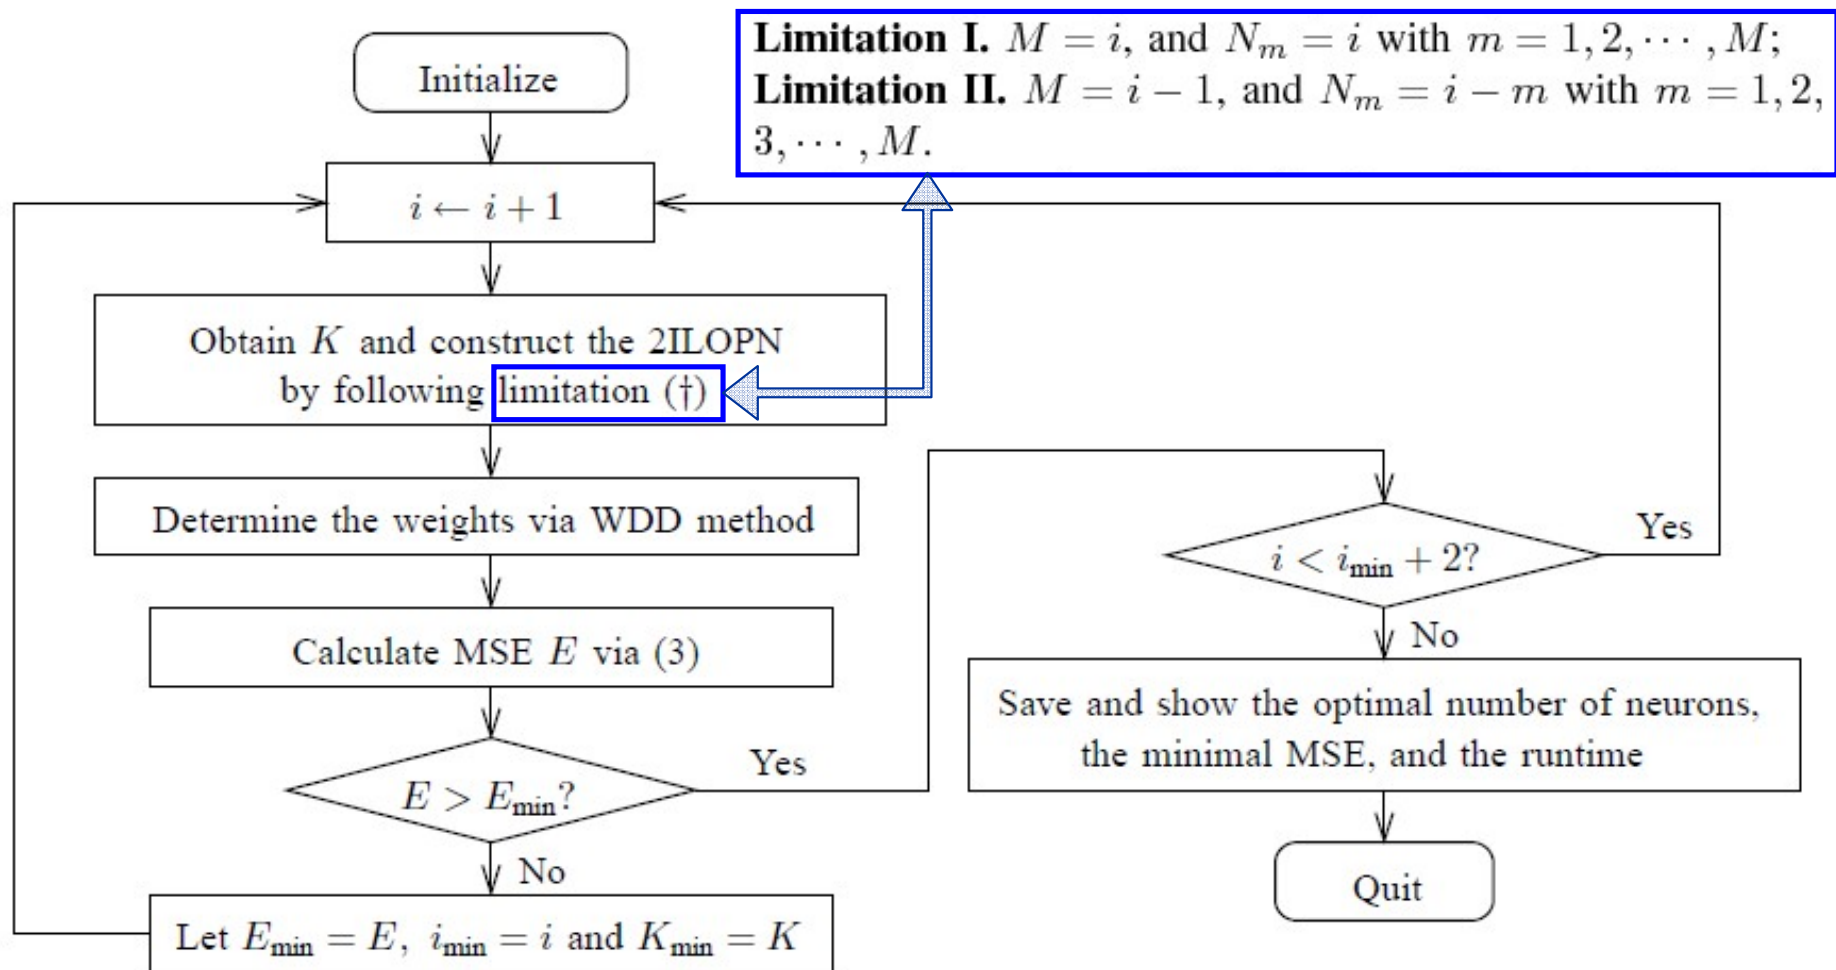 Initialize
Limitation I. M = i, and N_m = i with m = 1, 2, ⋯ , M;
Limitation II. M = i − 1, and N_m = i − m with m = 1, 2,
3, ⋯ , M.
i ← i + 1
Obtain K and construct the 2ILOPN
by following limitation (†)
Determine the weights via WDD method
Calculate MSE E via (3)
E > E_min?
Yes
No
Let E_min = E, i_min = i and K_min = K
i < i_min + 2?
Yes
No
Save and show the optimal number of neurons,
the minimal MSE, and the runtime
Quit